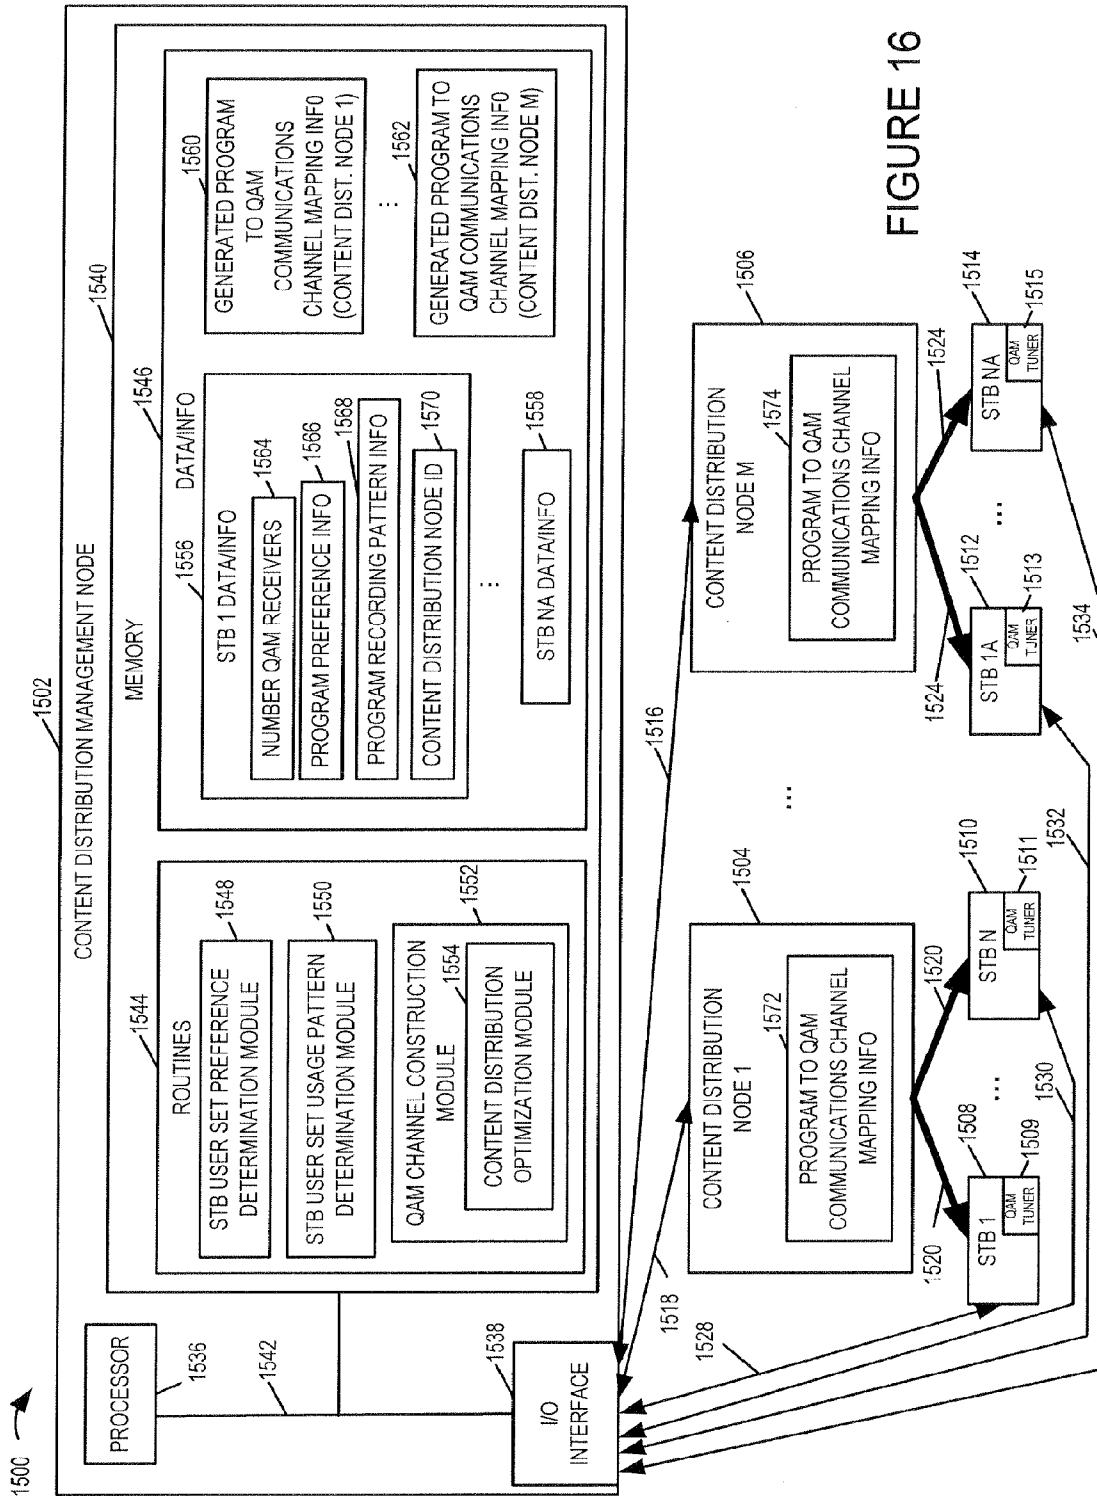 1500
1502
CONTENT DISTRIBUTION MANAGEMENT NODE
PROCESSOR
1536
1542
1538
I/O
INTERFACE
1540
MEMORY
1544
ROUTINES
1548
STB USER SET PREFERENCE
DETERMINATION MODULE
1550
STB USER SET USAGE PATTERN
DETERMINATION MODULE
1552
QAM CHANNEL CONSTRUCTION
MODULE
1554
CONTENT DISTRIBUTION
OPTIMIZATION MODULE
1546
DATA/INFO
1556
STB 1 DATA/INFO
1564
NUMBER QAM RECEIVERS
1566
PROGRAM PREFERENCE INFO
1568
PROGRAM RECORDING PATTERN INFO
1570
CONTENT DISTRIBUTION NODE ID
...
1558
STB NA DATA/INFO
1560
GENERATED PROGRAM
TO QAM
COMMUNICATIONS
CHANNEL MAPPING INF0
(CONTENT DIST. NODE 1)
...
1562
GENERATED PROGRAM TO
QAM COMMUNICATIONS
CHANNEL MAPPING INFO
(CONTENT DIST. NODE M)
1516
1518
1528
1504
CONTENT DISTRIBUTION
NODE 1
1572
PROGRAM TO QAM
COMMUNICATIONS CHANNEL
MAPPING INFO
...
1506
CONTENT DISTRIBUTION
NODE M
1574
PROGRAM TO QAM
COMMUNICATIONS CHANNEL
MAPPING INFO
1520
1520
1508
STB 1
1509
QAM
TUNER
...
1510
STB N
1511
QAM
TUNER
1524
1524
1512
STB 1A
1513
QAM
TUNER
...
1514
STB NA
1515
QAM
TUNER
1530
1532
1534
FIGURE 16